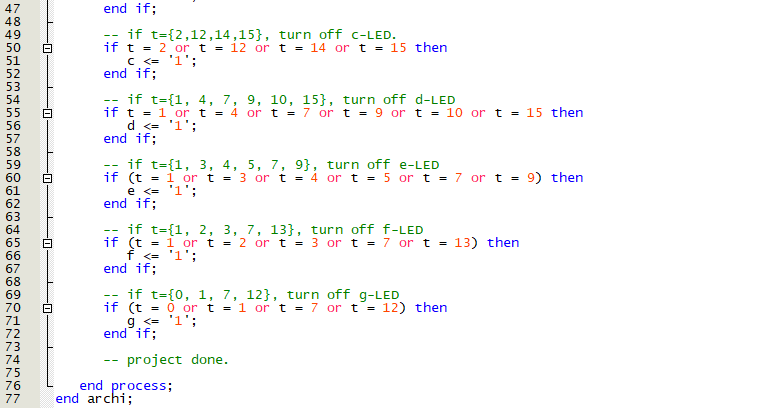 47 end if;
48
49 -- if t={2,12,14,15}, turn off c-LED.
50 if t = 2 or t = 12 or t = 14 or t = 15 then
51 c <= '1';
52 end if;
53
54 -- if t={1, 4, 7, 9, 10, 15}, turn off d-LED
55 if t = 1 or t = 4 or t = 7 or t = 9 or t = 10 or t = 15 then
56 d <= '1';
57 end if;
58
59 -- if t={1, 3, 4, 5, 7, 9}, turn off e-LED
60 if (t = 1 or t = 3 or t = 4 or t = 5 or t = 7 or t = 9) then
61 e <= '1';
62 end if;
63
64 -- if t={1, 2, 3, 7, 13}, turn off f-LED
65 if (t = 1 or t = 2 or t = 3 or t = 7 or t = 13) then
66 f <= '1';
67 end if;
68
69 -- if t={0, 1, 7, 12}, turn off g-LED
70 if (t = 0 or t = 1 or t = 7 or t = 12) then
71 g <= '1';
72 end if;
73
74 -- project done.
75
76 end process;
77 end archi;